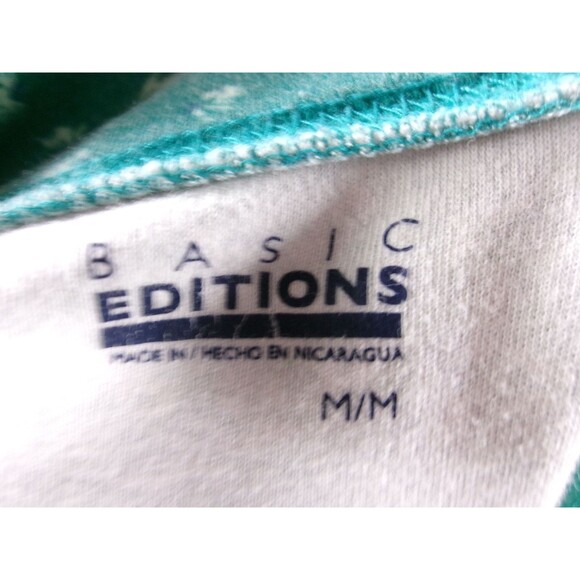 BASIC
EDITIONS
MADE IN / HECHO EN NICARAGUA
M/M